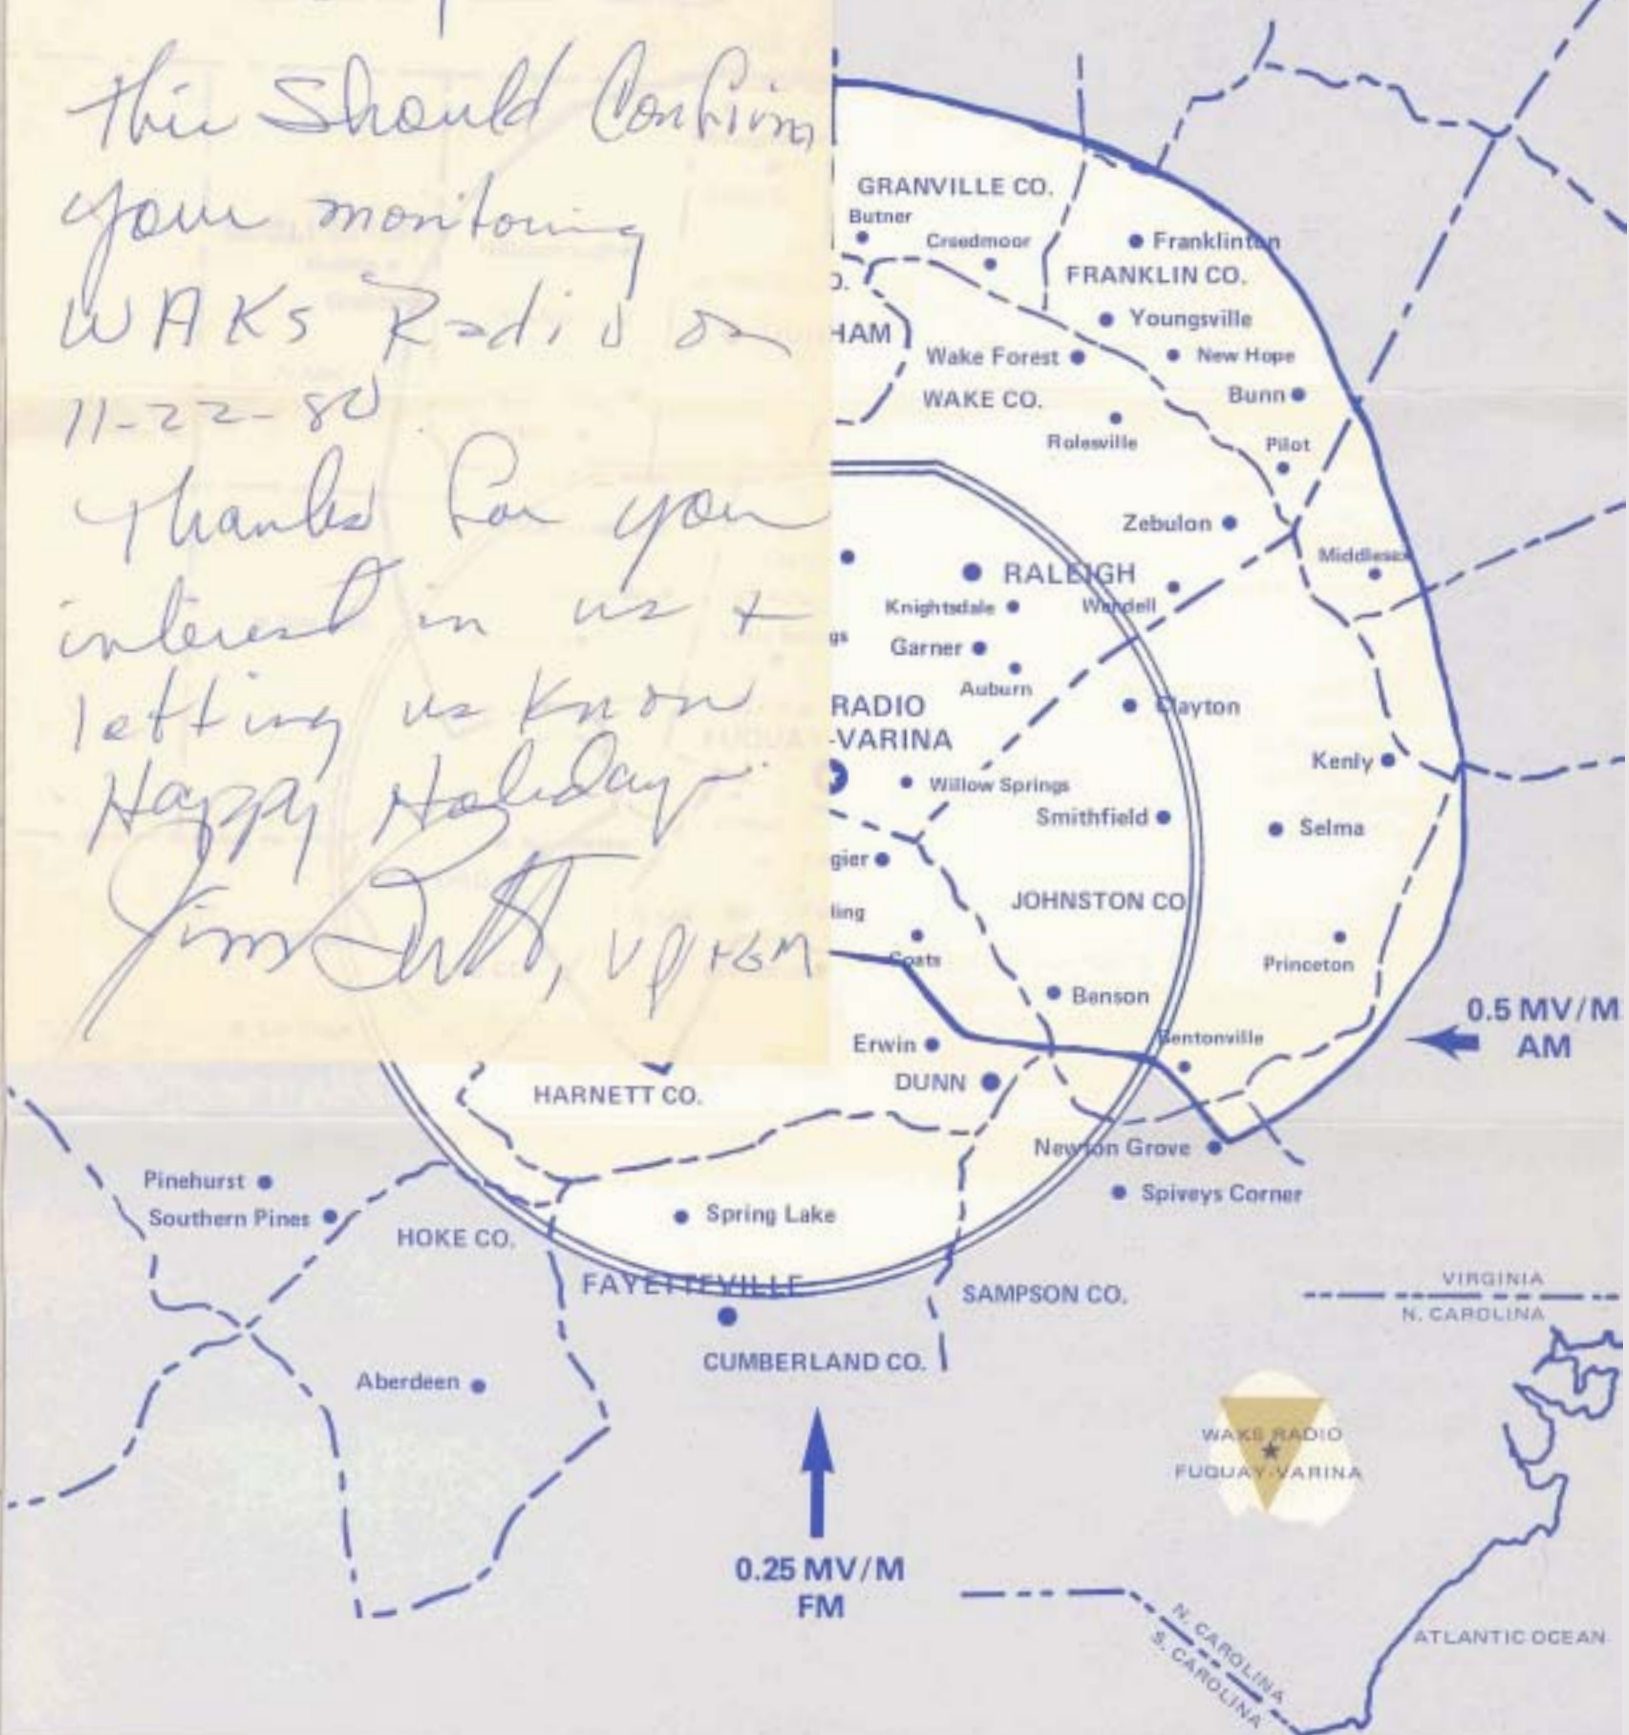 This Should Confirm
your monitoring
WAKS Radio on
11-22-80.
Thanks for your
interest in us +
letting us know
Happy Holidays.
Jim
, VP + GM
GRANVILLE CO.
Butner
Creedmoor
Franklinton
FRANKLIN CO.
O.
HAM
Youngsville
Wake Forest
New Hope
WAKE CO.
Bunn
Rolesville
Pilot
Zebulon
Middlesex
RALEIGH
Knightsdale
Wendell
gs
Garner
Auburn
RADIO
-VARINA
Clayton
Kenly
Willow Springs
Smithfield
Selma
gier
JOHNSTON CO
ling
Coats
Princeton
Benson
0.5 MV/M
AM
Erwin
Bentonville
DUNN
HARNETT CO.
Newton Grove
Pinehurst
Spiveys Corner
Southern Pines
Spring Lake
HOKE CO.
FAYETTEVILLE
SAMPSON CO.
VIRGINIA
N. CAROLINA
CUMBERLAND CO.
Aberdeen
WAKS RADIO
FUQUAY-VARINA
0.25 MV/M
FM
N. CAROLINA
S. CAROLINA
ATLANTIC OCEAN